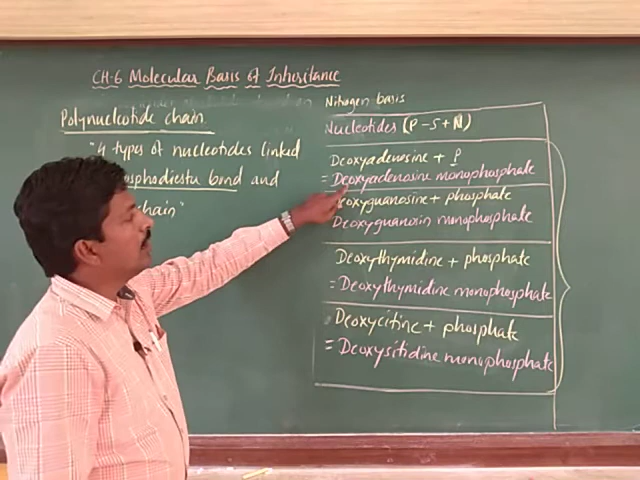 CH-6 Molecular Basis of Inheritance
Polynucleotide chain
"4 types of nucleotides linked
phosphodiestu bond and
chain"
Nitrogen basis
Nucleotides (P-S+N)
Deoxyadenosine + P
= Deoxyadenosine monophosphate
Deoxyguanosine + phosphate
Deoxyguanosin monophosphate
Deoxythymidine + phosphate
= Deoxythymidine monophosphate
Deoxycitine + phosphate
= Deoxysitidine monophosphate